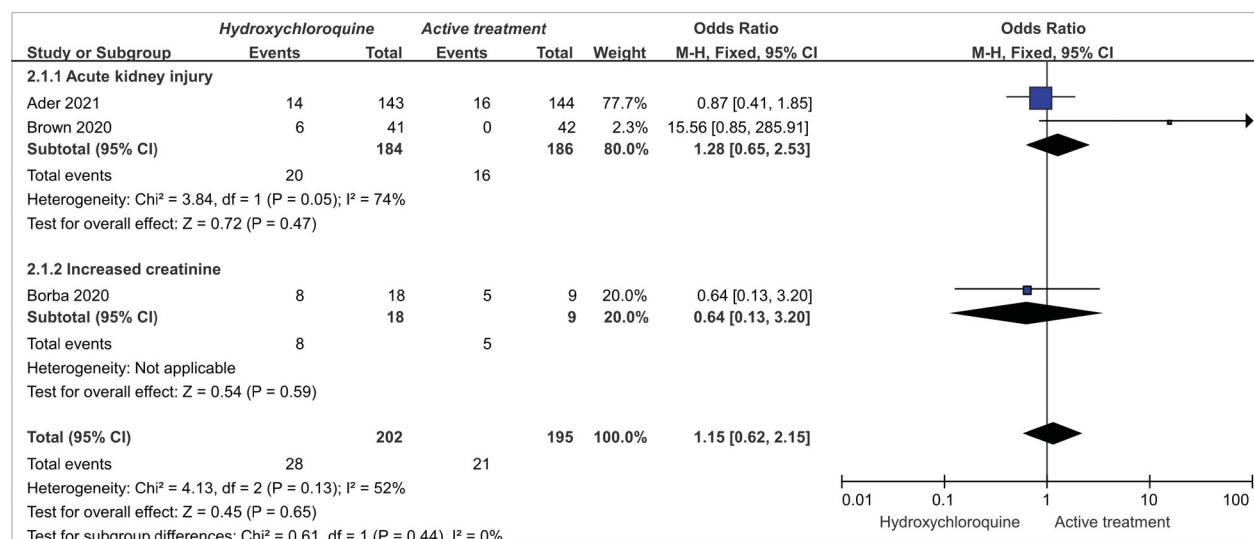 Hydroxychloroquine Active treatment Odds Ratio Odds Ratio
Study or Subgroup Events Total Events Total Weight M-H, Fixed, 95% CI M-H, Fixed, 95% CI
2.1.1 Acute kidney injury
Ader 2021 14 143 16 144 77.7% 0.87 [0.41, 1.85]
Brown 2020 6 41 0 42 2.3% 15.56 [0.85, 285.91]
Subtotal (95% CI) 184 186 80.0% 1.28 [0.65, 2.53]
Total events 20 16
Heterogeneity: Chi² = 3.84, df = 1 (P = 0.05); I² = 74%
Test for overall effect: Z = 0.72 (P = 0.47)
2.1.2 Increased creatinine
Borba 2020 8 18 5 9 20.0% 0.64 [0.13, 3.20]
Subtotal (95% CI) 18 9 20.0% 0.64 [0.13, 3.20]
Total events 8 5
Heterogeneity: Not applicable
Test for overall effect: Z = 0.54 (P = 0.59)
Total (95% CI) 202 195 100.0% 1.15 [0.62, 2.15]
Total events 28 21
Heterogeneity: Chi² = 4.13, df = 2 (P = 0.13); I² = 52%
Test for overall effect: Z = 0.45 (P = 0.65)
Test for subgroup differences: Chi² = 0.61, df = 1 (P = 0.44), I² = 0%
0.01 0.1 1 10 100
Hydroxychloroquine Active treatment